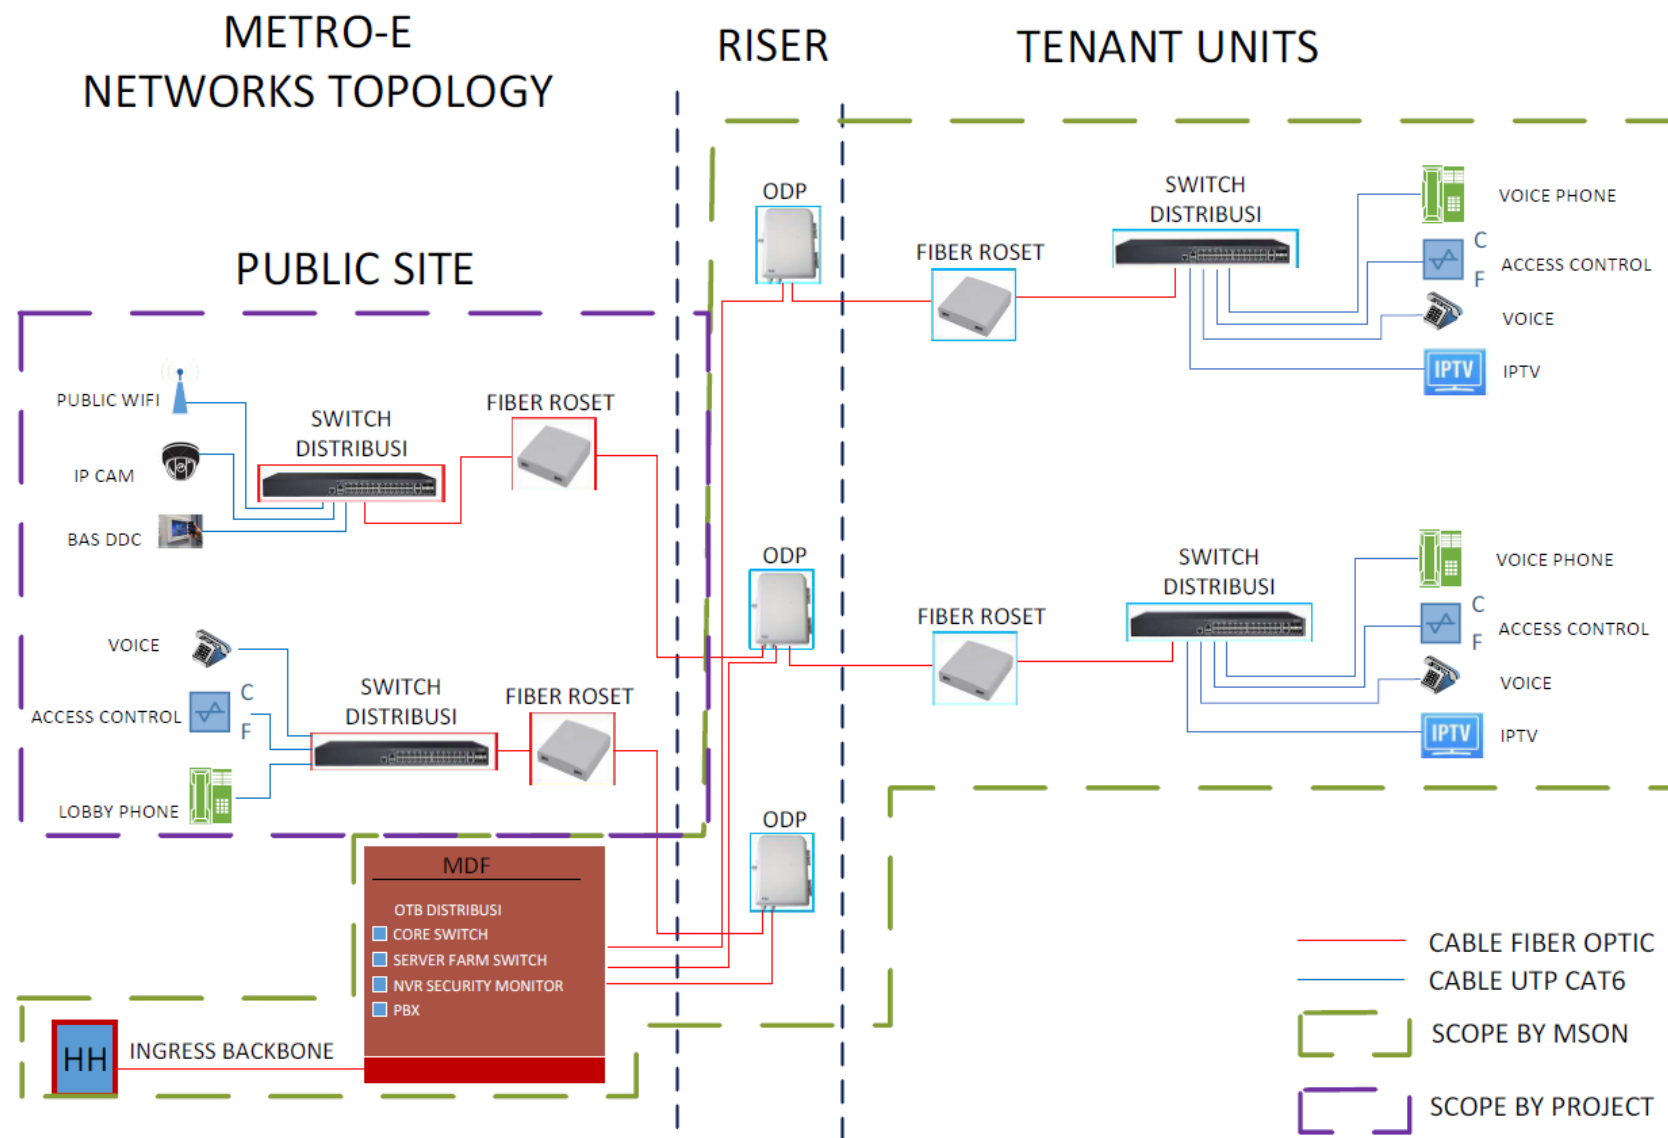 METRO-E
NETWORKS TOPOLOGY
RISER
TENANT UNITS
PUBLIC SITE
PUBLIC WIFI
IP CAM
BAS DDC
SWITCH
DISTRIBUSI
FIBER ROSET
VOICE
ACCESS CONTROL
C
F
LOBBY PHONE
SWITCH
DISTRIBUSI
FIBER ROSET
MDF
OTB DISTRIBUSI
CORE SWITCH
SERVER FARM SWITCH
NVR SECURITY MONITOR
PBX
HH
INGRESS BACKBONE
ODP
ODP
ODP
FIBER ROSET
SWITCH
DISTRIBUSI
VOICE PHONE
C
F
ACCESS CONTROL
VOICE
IPTV
IPTV
FIBER ROSET
SWITCH
DISTRIBUSI
VOICE PHONE
C
F
ACCESS CONTROL
VOICE
IPTV
IPTV
CABLE FIBER OPTIC
CABLE UTP CAT6
SCOPE BY MSON
SCOPE BY PROJECT